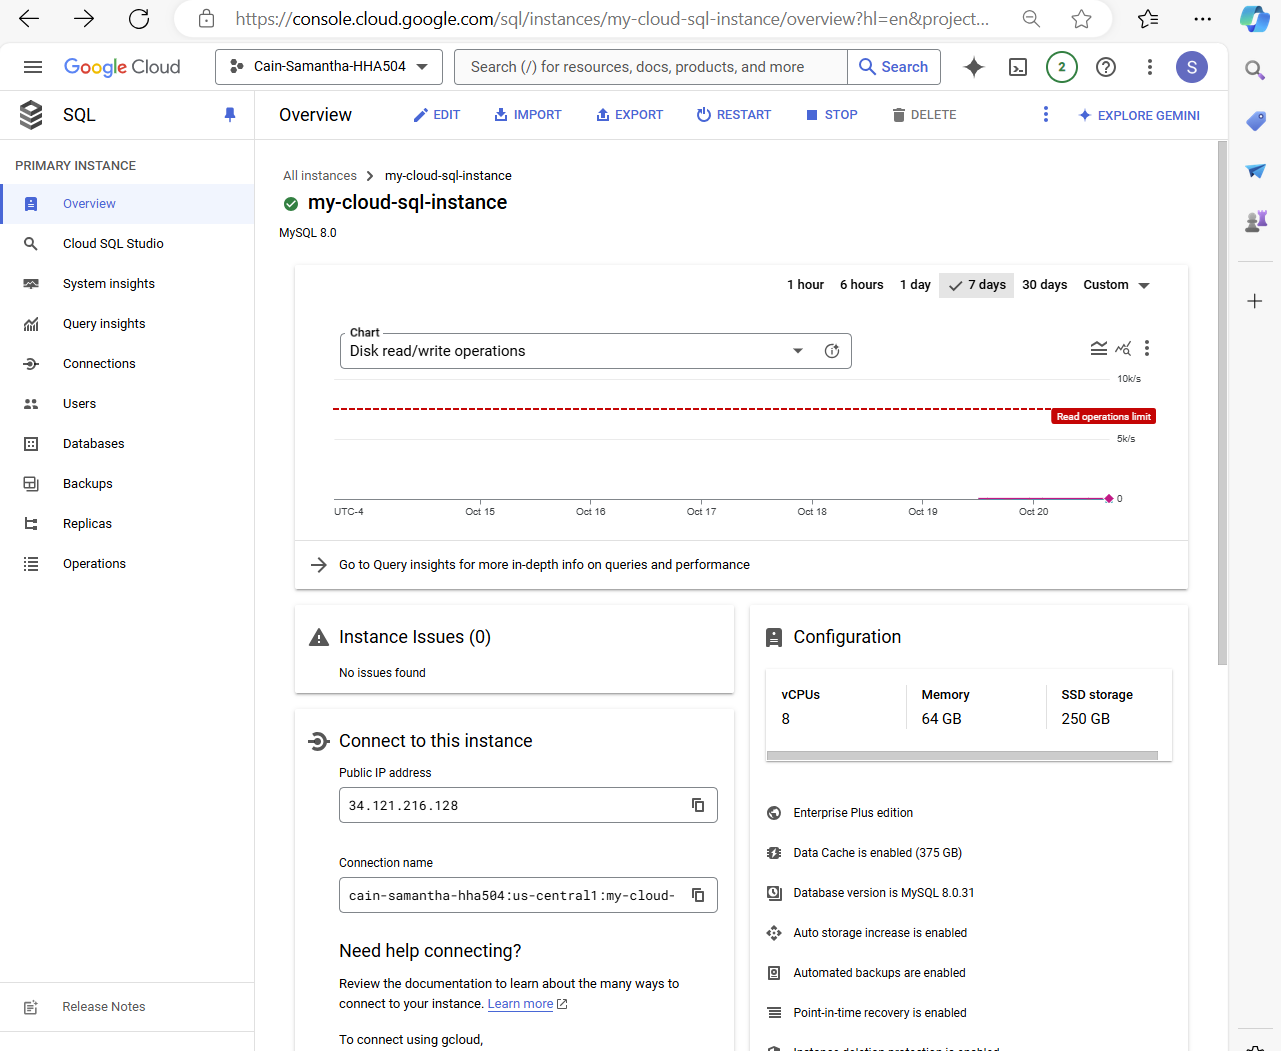 https://console.cloud.google.com/sql/instances/my-cloud-sql-instance/overview?hl=en&project...
Google Cloud
Cain-Samantha-HHA504
Search (/) for resources, docs, products, and more
Search
2
S
SQL
Overview
EDIT
IMPORT
EXPORT
RESTART
STOP
DELETE
EXPLORE GEMINI
PRIMARY INSTANCE
Overview
Cloud SQL Studio
System insights
Query insights
Connections
Users
Databases
Backups
Replicas
Operations
Release Notes
All instances
my-cloud-sql-instance
my-cloud-sql-instance
MySQL 8.0
1 hour
6 hours
1 day
7 days
30 days
Custom
Chart
Disk read/write operations
10k/s
Read operations limit
5k/s
0
UTC-4
Oct 15
Oct 16
Oct 17
Oct 18
Oct 19
Oct 20
Go to Query insights for more in-depth info on queries and performance
Instance Issues (0)
No issues found
Connect to this instance
Public IP address
34.121.216.128
Connection name
cain-samantha-hha504:us-central1:my-cloud-
Need help connecting?
Review the documentation to learn about the many ways to
connect to your instance. Learn more
To connect using gcloud,
Configuration
vCPUs
8
Memory
64 GB
SSD storage
250 GB
Enterprise Plus edition
Data Cache is enabled (375 GB)
Database version is MySQL 8.0.31
Auto storage increase is enabled
Automated backups are enabled
Point-in-time recovery is enabled
Instance deletion protection is enabled